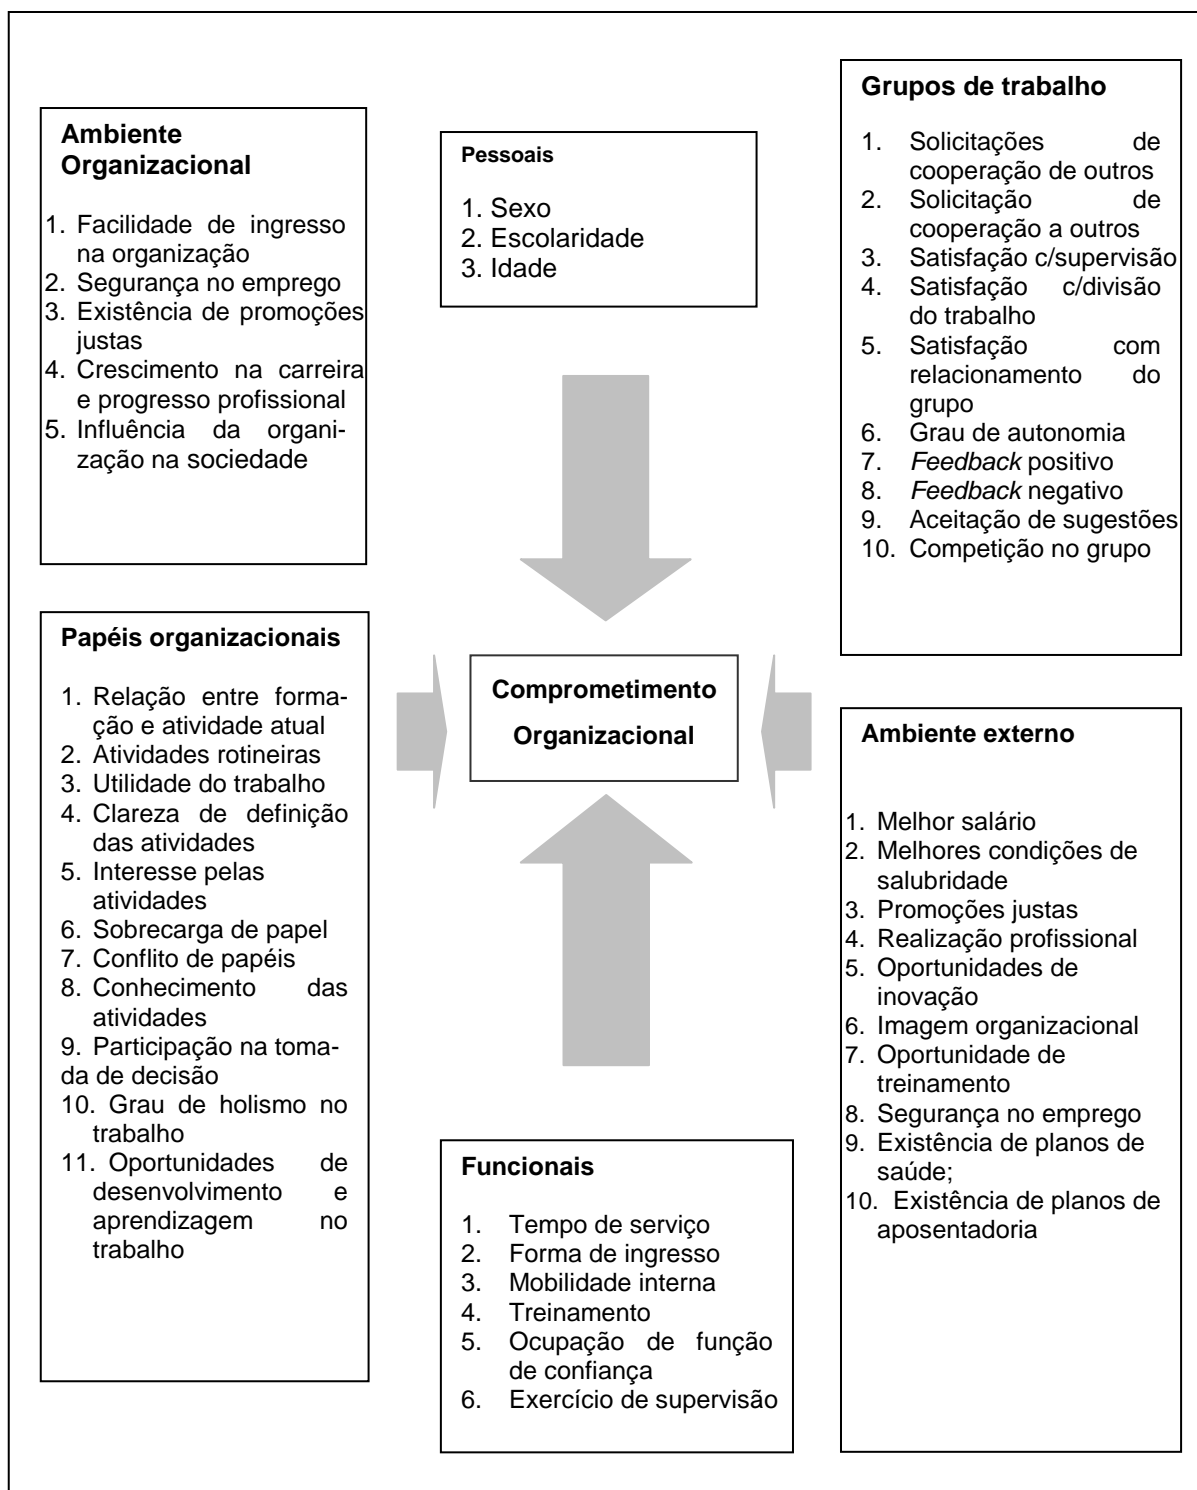 Ambiente
Organizacional
1. Facilidade de ingresso
na organização
2. Segurança no emprego
3. Existência de promoções
justas
4. Crescimento na carreira
e progresso profissional
5. Influência da organi-
zação na sociedade
Pessoais
1. Sexo
2. Escolaridade
3. Idade
Grupos de trabalho
1. Solicitações de
cooperação de outros
2. Solicitação de
cooperação a outros
3. Satisfação c/supervisão
4. Satisfação c/divisão
do trabalho
5. Satisfação com
relacionamento do
grupo
6. Grau de autonomia
7. Feedback positivo
8. Feedback negativo
9. Aceitação de sugestões
10. Competição no grupo
Papéis organizacionais
1. Relação entre forma-
ção e atividade atual
2. Atividades rotineiras
3. Utilidade do trabalho
4. Clareza de definição
das atividades
5. Interesse pelas
atividades
6. Sobrecarga de papel
7. Conflito de papéis
8. Conhecimento das
atividades
9. Participação na toma-
da de decisão
10. Grau de holismo no
trabalho
11. Oportunidades de
desenvolvimento e
aprendizagem no
trabalho
Comprometimento
Organizacional
Ambiente externo
1. Melhor salário
2. Melhores condições de
salubridade
3. Promoções justas
4. Realização profissional
5. Oportunidades de
inovação
6. Imagem organizacional
7. Oportunidade de
treinamento
8. Segurança no emprego
9. Existência de planos de
saúde;
10. Existência de planos de
aposentadoria
Funcionais
1. Tempo de serviço
2. Forma de ingresso
3. Mobilidade interna
4. Treinamento
5. Ocupação de função
de confiança
6. Exercício de supervisão